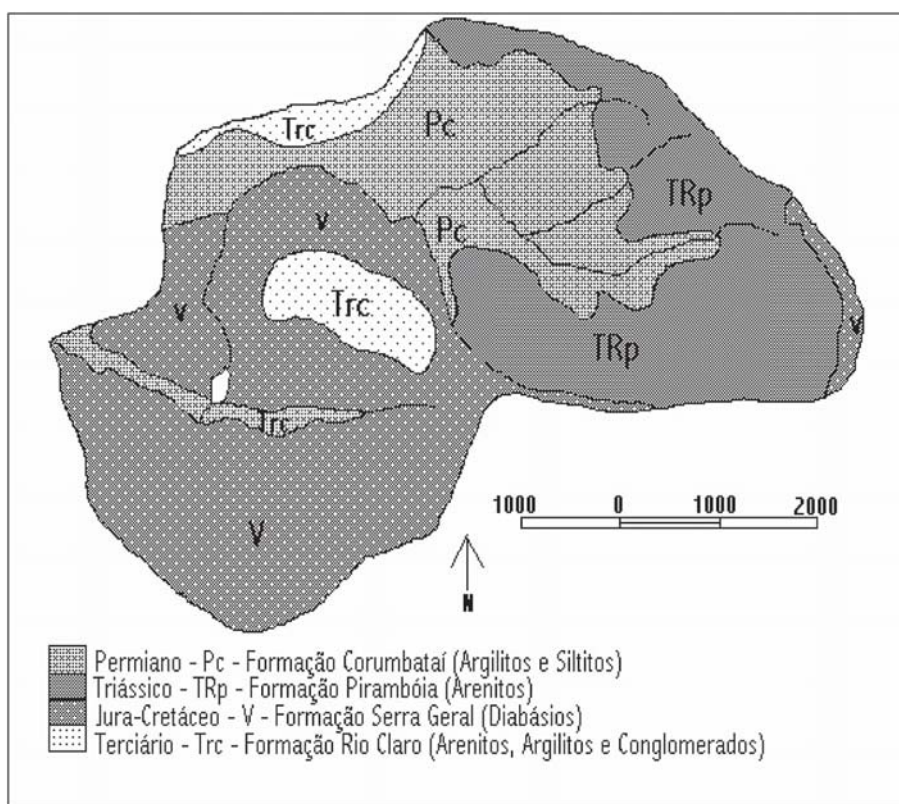 Trc
Pc
TRp
V
Pc
Trc
V
V
TRp
Trc
V
1000 0 1000 2000
N
Permiano - Pc - Formação Corumbataí (Argilitos e Siltitos)
Triássico - TRp - Formação Pirambóia (Arenitos)
Jura-Cretáceo - V - Formação Serra Geral (Diabásios)
Terciário - Trc - Formação Rio Claro (Arenitos, Argilitos e Conglomerados)